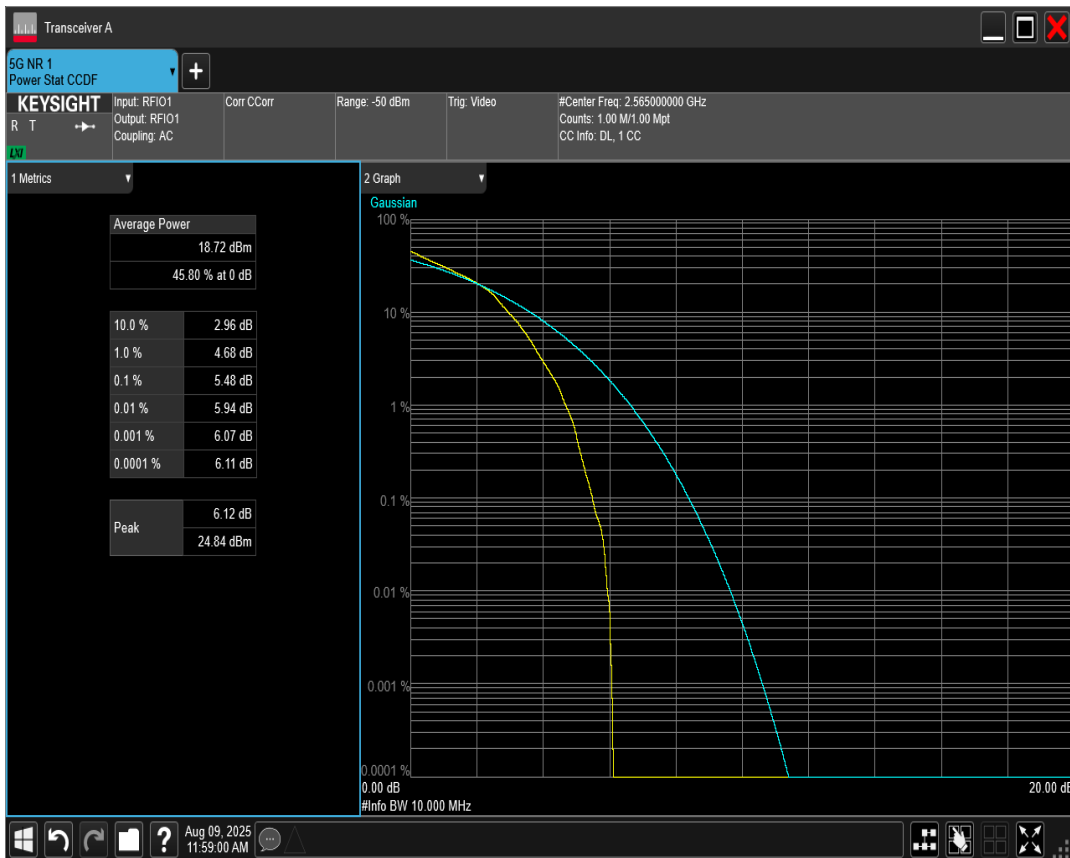 Transceiver A
5G NR 1
Power Stat CCDF
KEYSIGHT
R T
LXI
Input: RFIO1
Output: RFIO1
Coupling: AC
Corr CCorr
Range: -50 dBm
Trig: Video
#Center Freq: 2.565000000 GHz
Counts: 1.00 M/1.00 Mpt
CC Info: DL, 1 CC
1 Metrics
Average Power
18.72 dBm
45.80 % at 0 dB
10.0 % 2.96 dB
1.0 % 4.68 dB
0.1 % 5.48 dB
0.01 % 5.94 dB
0.001 % 6.07 dB
0.0001 % 6.11 dB
Peak
6.12 dB
24.84 dBm
2 Graph
Gaussian
100 %
10 %
1 %
0.1 %
0.01 %
0.001 %
0.0001 %
0.00 dB
20.00 dB
#Info BW 10.000 MHz
?
Aug 09, 2025
11:59:00 AM